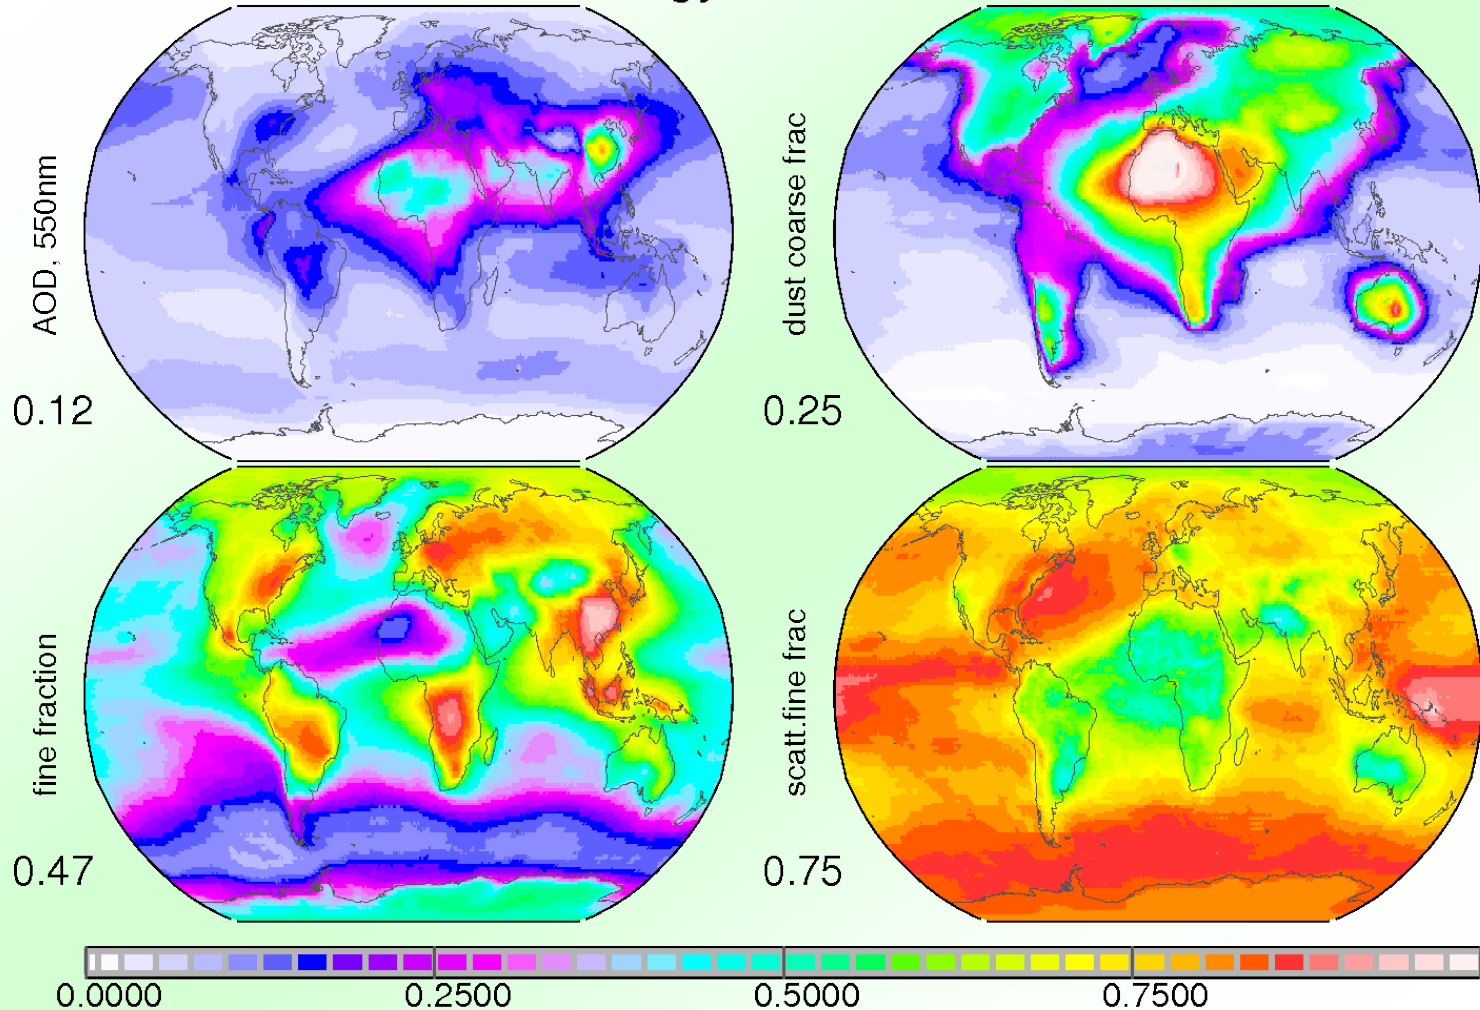 AOD, 550nm
0.12
dust coarse frac
0.25
fine fraction
0.47
scatt.fine frac
0.75
0.0000 0.2500 0.5000 0.7500